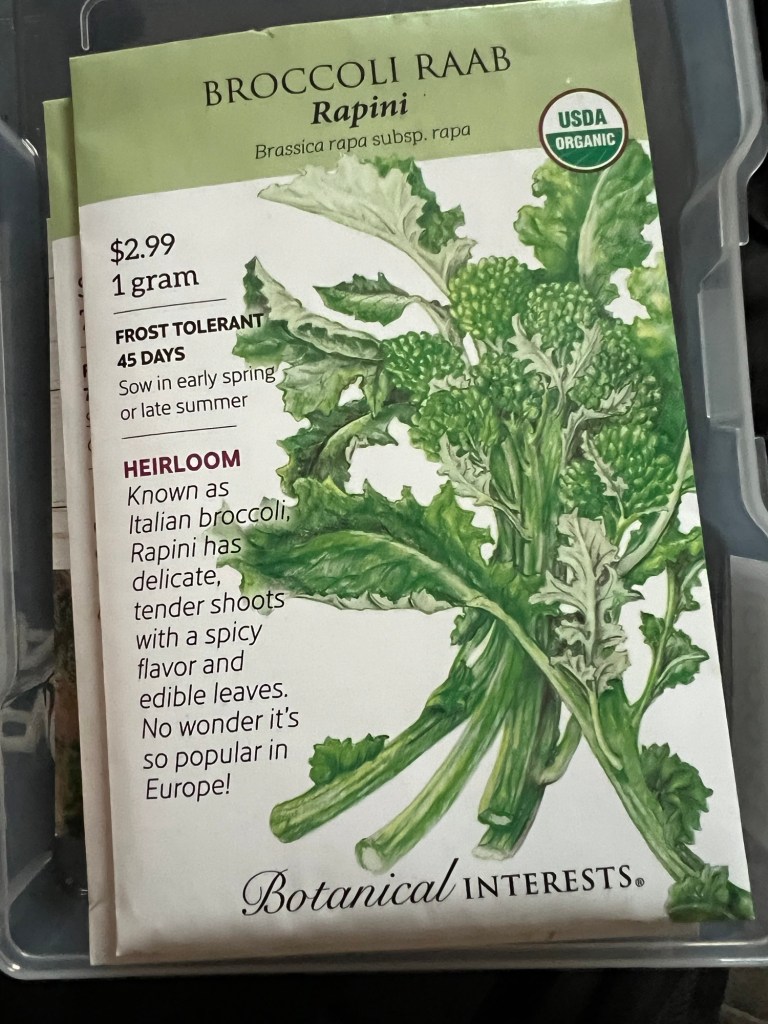 BROCCOLI RAAB
Rapini
Brassica rapa subsp. rapa
USDA
ORGANIC
$2.99
1 gram
FROST TOLERANT
45 DAYS
Sow in early spring
or late summer
HEIRLOOM
Known as
Italian broccoli,
Rapini has
delicate,
tender shoots
with a spicy
flavor and
edible leaves.
No wonder it's
so popular in
Europe!
Botanical INTERESTS®